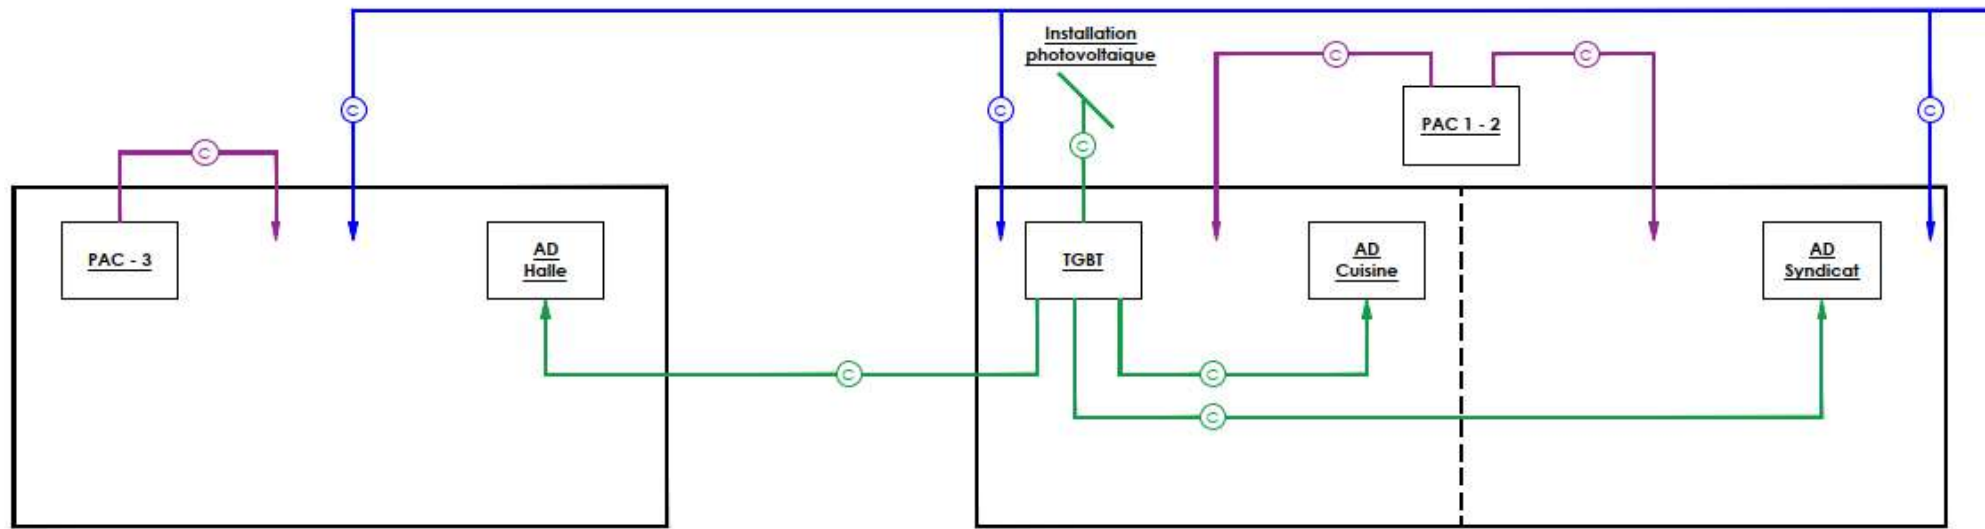 Installation
photovoltaique
C
C
C
C
C
C
C
PAC 1 - 2
C
PAC - 3
AD
Halle
TGBT
AD
Cuisine
AD
Syndicat
C
C
C